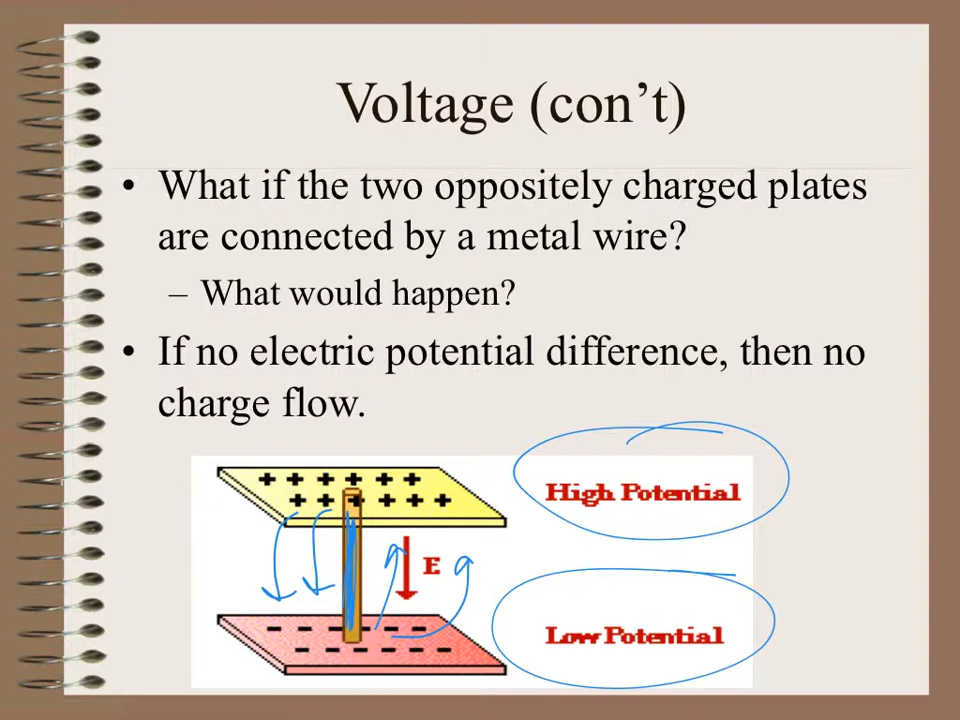 Voltage (con’t)
• What if the two oppositely charged plates
are connected by a metal wire?
– What would happen?
• If no electric potential difference, then no
charge flow.
+ + + + + +
+ + + + + +
High Potential
E
- - - - - -
- - - - - -
Low Potential